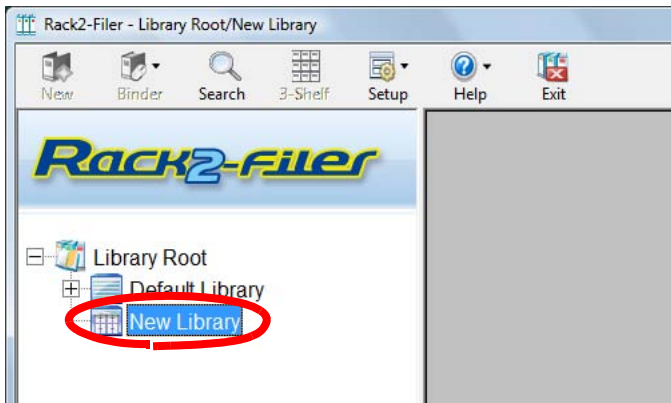 Rack2-Filer - Library Root/New Library
New Binder Search 3-Shelf Setup Help Exit
Rack2-Filer
Library Root
Default Library
New Library